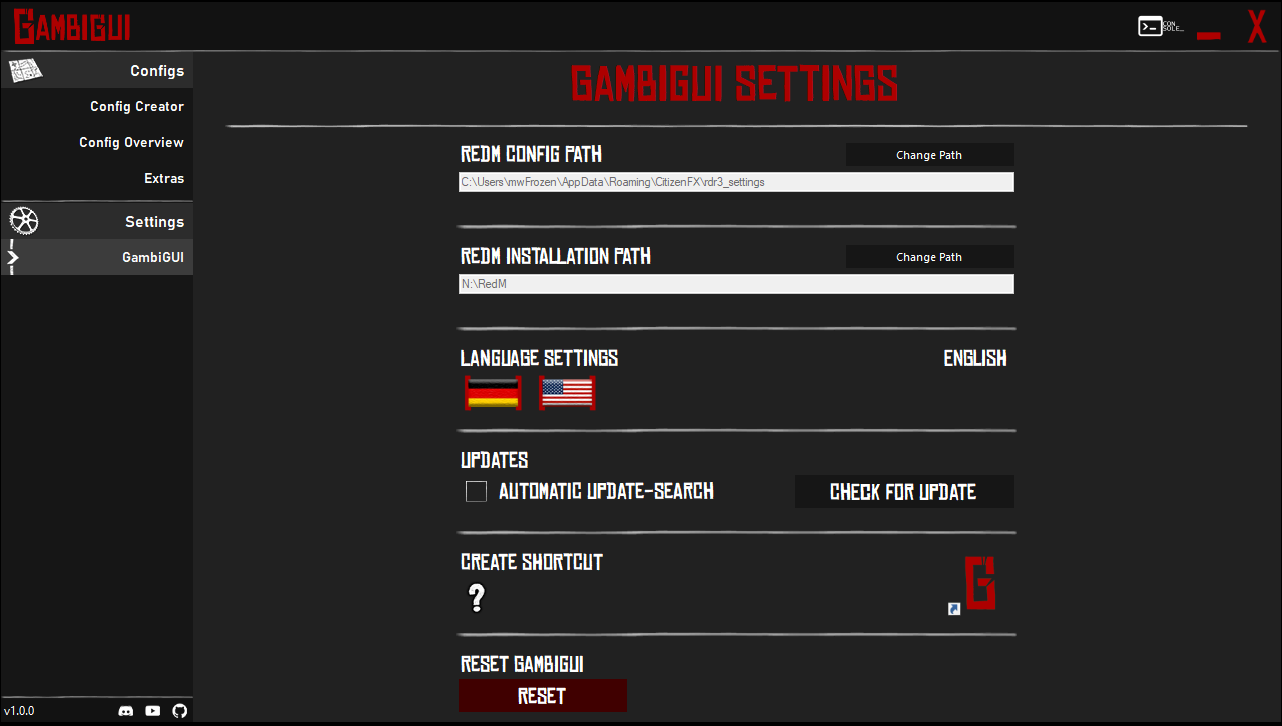 GAMBIGUI
CON
SOLE_
X
Configs
Config Creator
Config Overview
Extras
Settings
GambiGUI
v1.0.0
GAMBIGUI SETTINGS
REDM CONFIG PATH
Change Path
C:\Users\mwFrozen\AppData\Roaming\CitizenFX\rdr3_settings
REDM INSTALLATION PATH
Change Path
N:\RedM
LANGUAGE SETTINGS
ENGLISH
UPDATES
AUTOMATIC UPDATE-SEARCH
CHECK FOR UPDATE
CREATE SHORTCUT
?
G
RESET GAMBIGUI
RESET